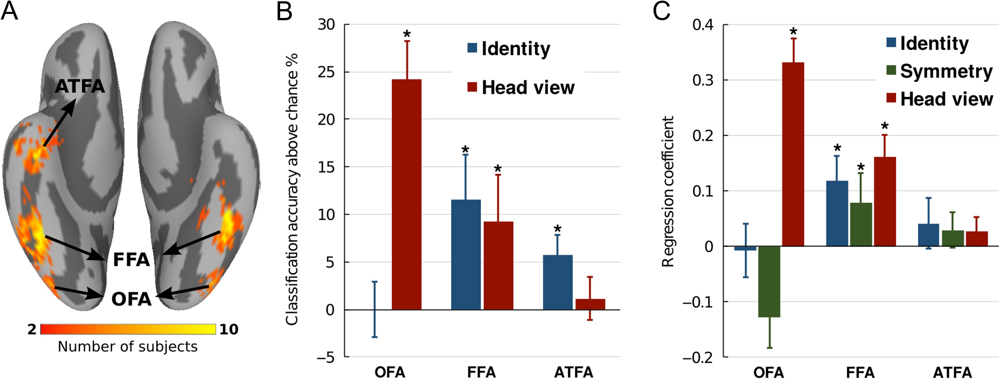 A
ATFA
FFA
OFA
2 10
Number of subjects
B
Classification accuracy above chance %
30
25
20
15
10
5
0
−5
*
*
*
*
Identity
Head view
OFA FFA ATFA
C
Regression coefficient
0.4
0.3
0.2
0.1
0
−0.1
−0.2
*
*
*
*
Identity
Symmetry
Head view
OFA FFA ATFA